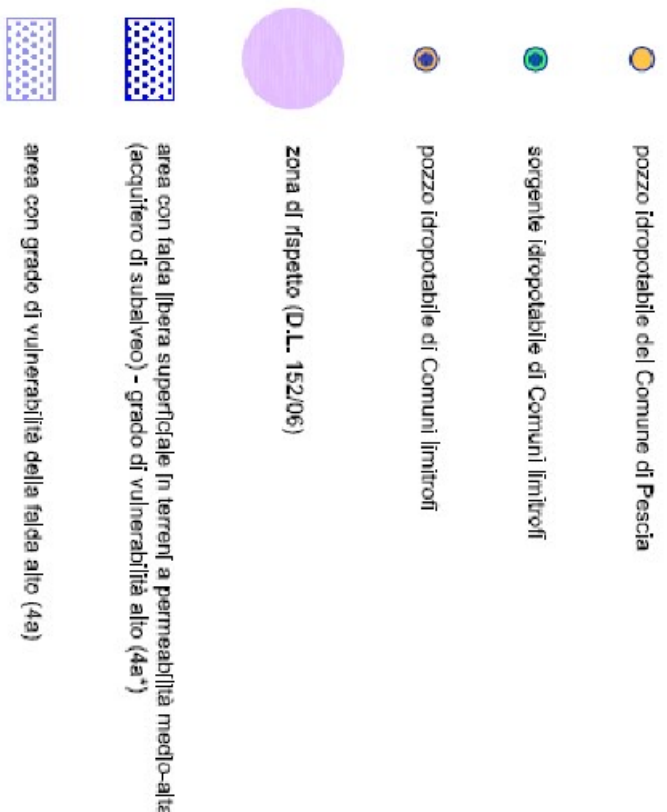 pozzo idropotabile del Comune di Pescia
sorgente idropotabile di Comuni limitrofi
pozzo idropotabile di Comuni limitrofi
zona di rispetto (D.L. 152/06)
area con falda libera superficiale in terreni a permeabilità medio-alta
(acquifero di subalveo) - grado di vulnerabilità alto (4a*)
area con grado di vulnerabilità della falda alto (4a)